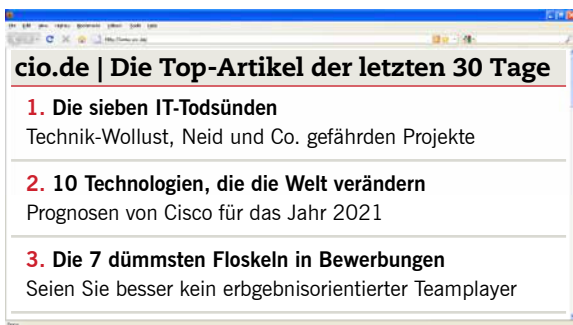 cio.de | Die Top-Artikel der letzten 30 Tage
1. Die sieben IT-Todsünden
Technik-Wollust, Neid und Co. gefährden Projekte
2. 10 Technologien, die die Welt verändern
Prognosen von Cisco für das Jahr 2021
3. Die 7 dümmsten Floskeln in Bewerbungen
Seien Sie besser kein erbgebnisorientierter Teamplayer